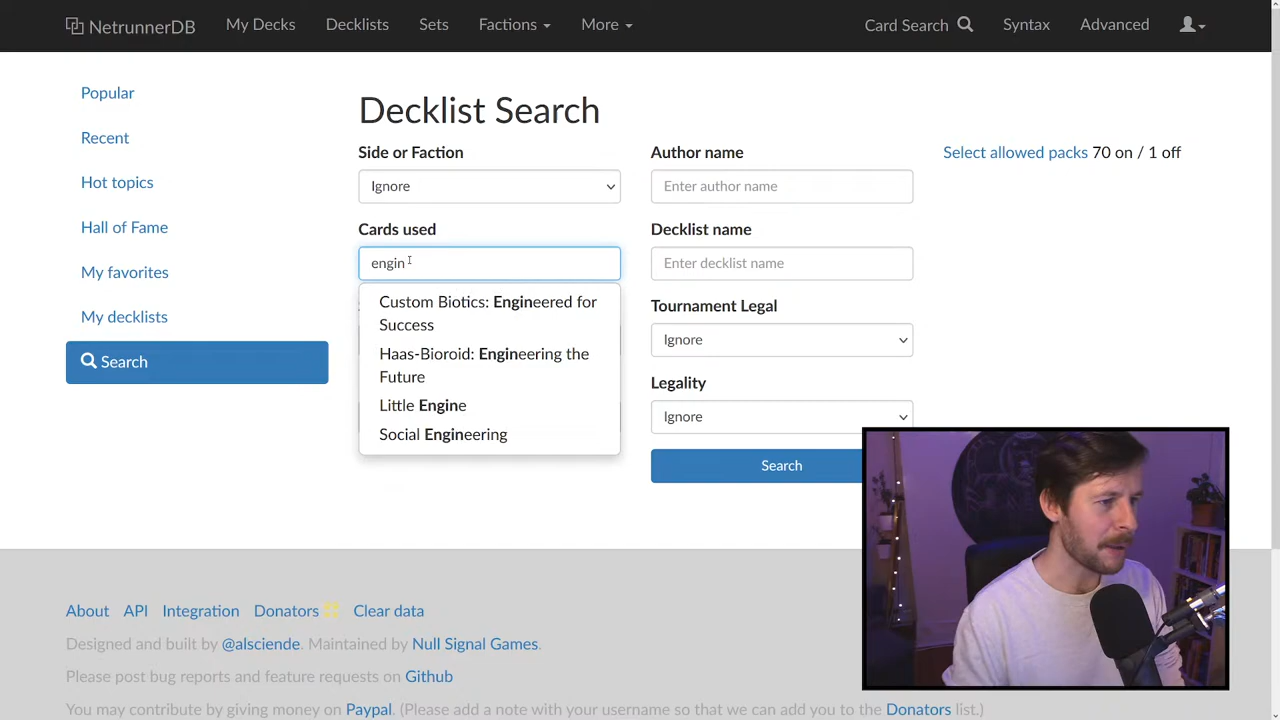 NetrunnerDB My Decks Decklists Sets Factions More Card Search Syntax Advanced
Popular
Recent
Hot topics
Hall of Fame
My favorites
My decklists
Search
Decklist Search
Side or Faction
Ignore
Cards used
engin
Custom Biotics: Engineered for
Success
Haas-Bioroid: Engineering the
Future
Little Engine
Social Engineering
Author name
Enter author name
Decklist name
Enter decklist name
Tournament Legal
Ignore
Legality
Ignore
Search
Select allowed packs 70 on / 1 off
About API Integration Donators Clear data
Designed and built by @alsciende. Maintained by Null Signal Games.
Please post bug reports and feature requests on Github
You may contribute by giving money on Paypal. (Please add a note with your username so that we can add you to the Donators list.)